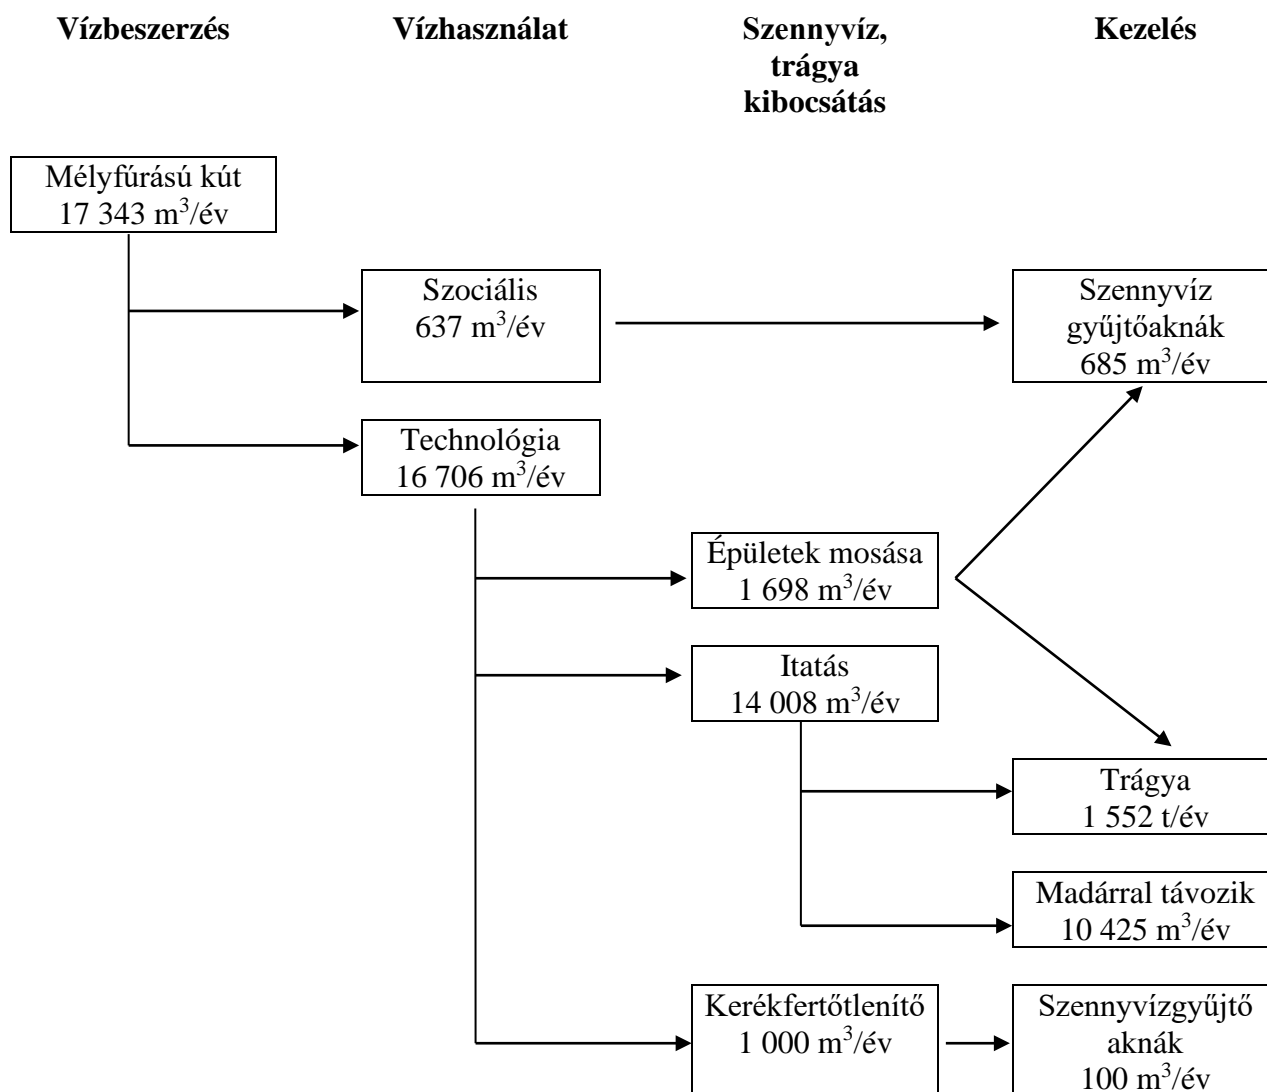 Vízbeszerzés
Vízhasználat
Szennyvíz,
trágya
kibocsátás
Kezelés
Mélyfúrású kút
17 343 m³/év
Szociális
637 m³/év
Szennyvíz
gyűjtőaknák
685 m³/év
Technológia
16 706 m³/év
Épületek mosása
1 698 m³/év
Itatás
14 008 m³/év
Trágya
1 552 t/év
Madárral távozik
10 425 m³/év
Kerékfertőtlenítő
1 000 m³/év
Szennyvízgyűjtő
aknák
100 m³/év